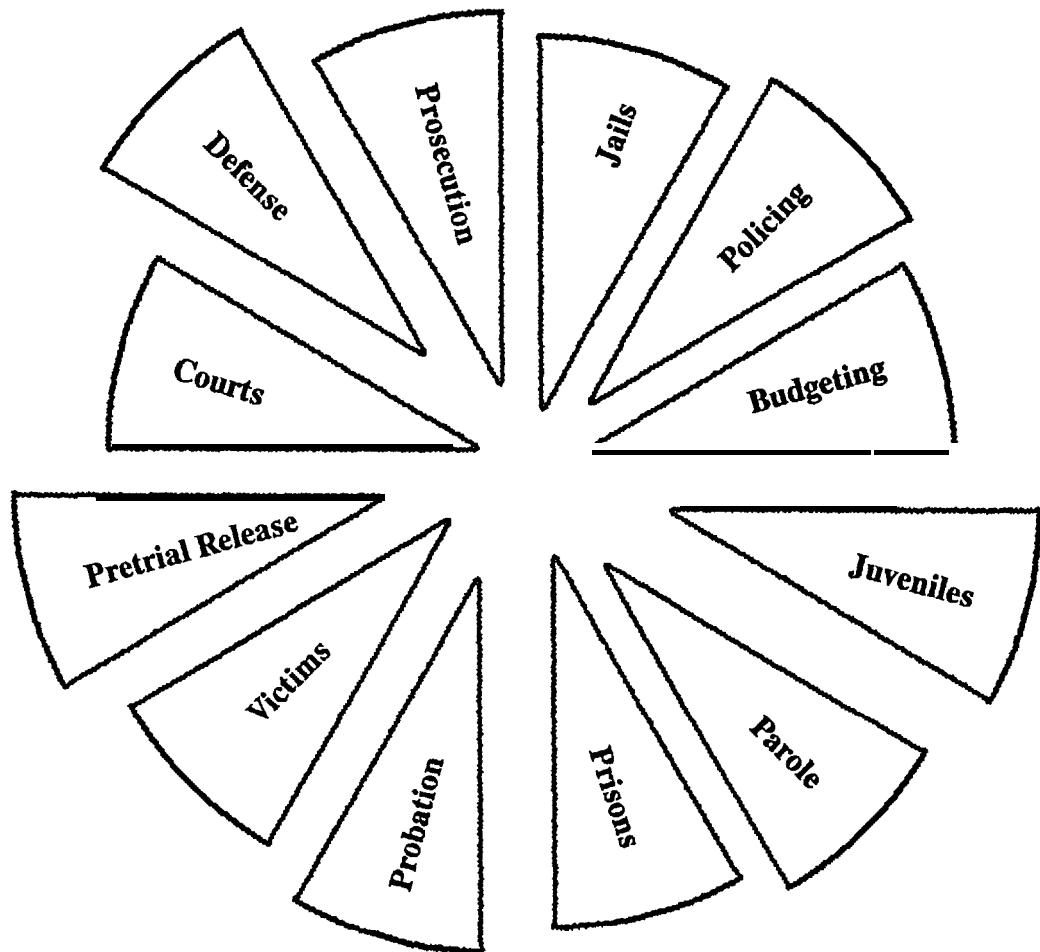 Prosecution
Jails
Defense
Policing
Courts
Budgeting
Pretrial Release
Juveniles
Victims
Parole
Probation
Prisons